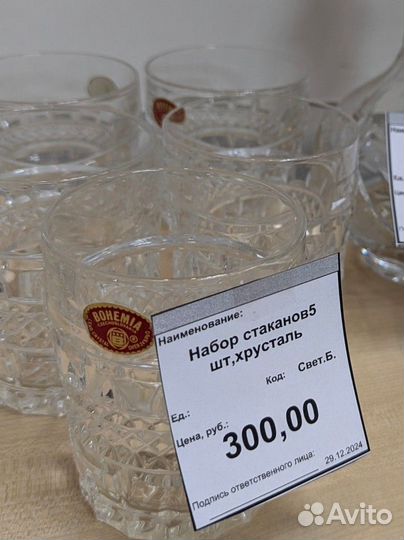 BOHEMIA
Наименование:
Набор стаканов5
шт,хрусталь
Код: Свет.Б.
Ед.:
Цена, руб.:
300,00
Подпись ответственного лица: 29.12.2024
Avito